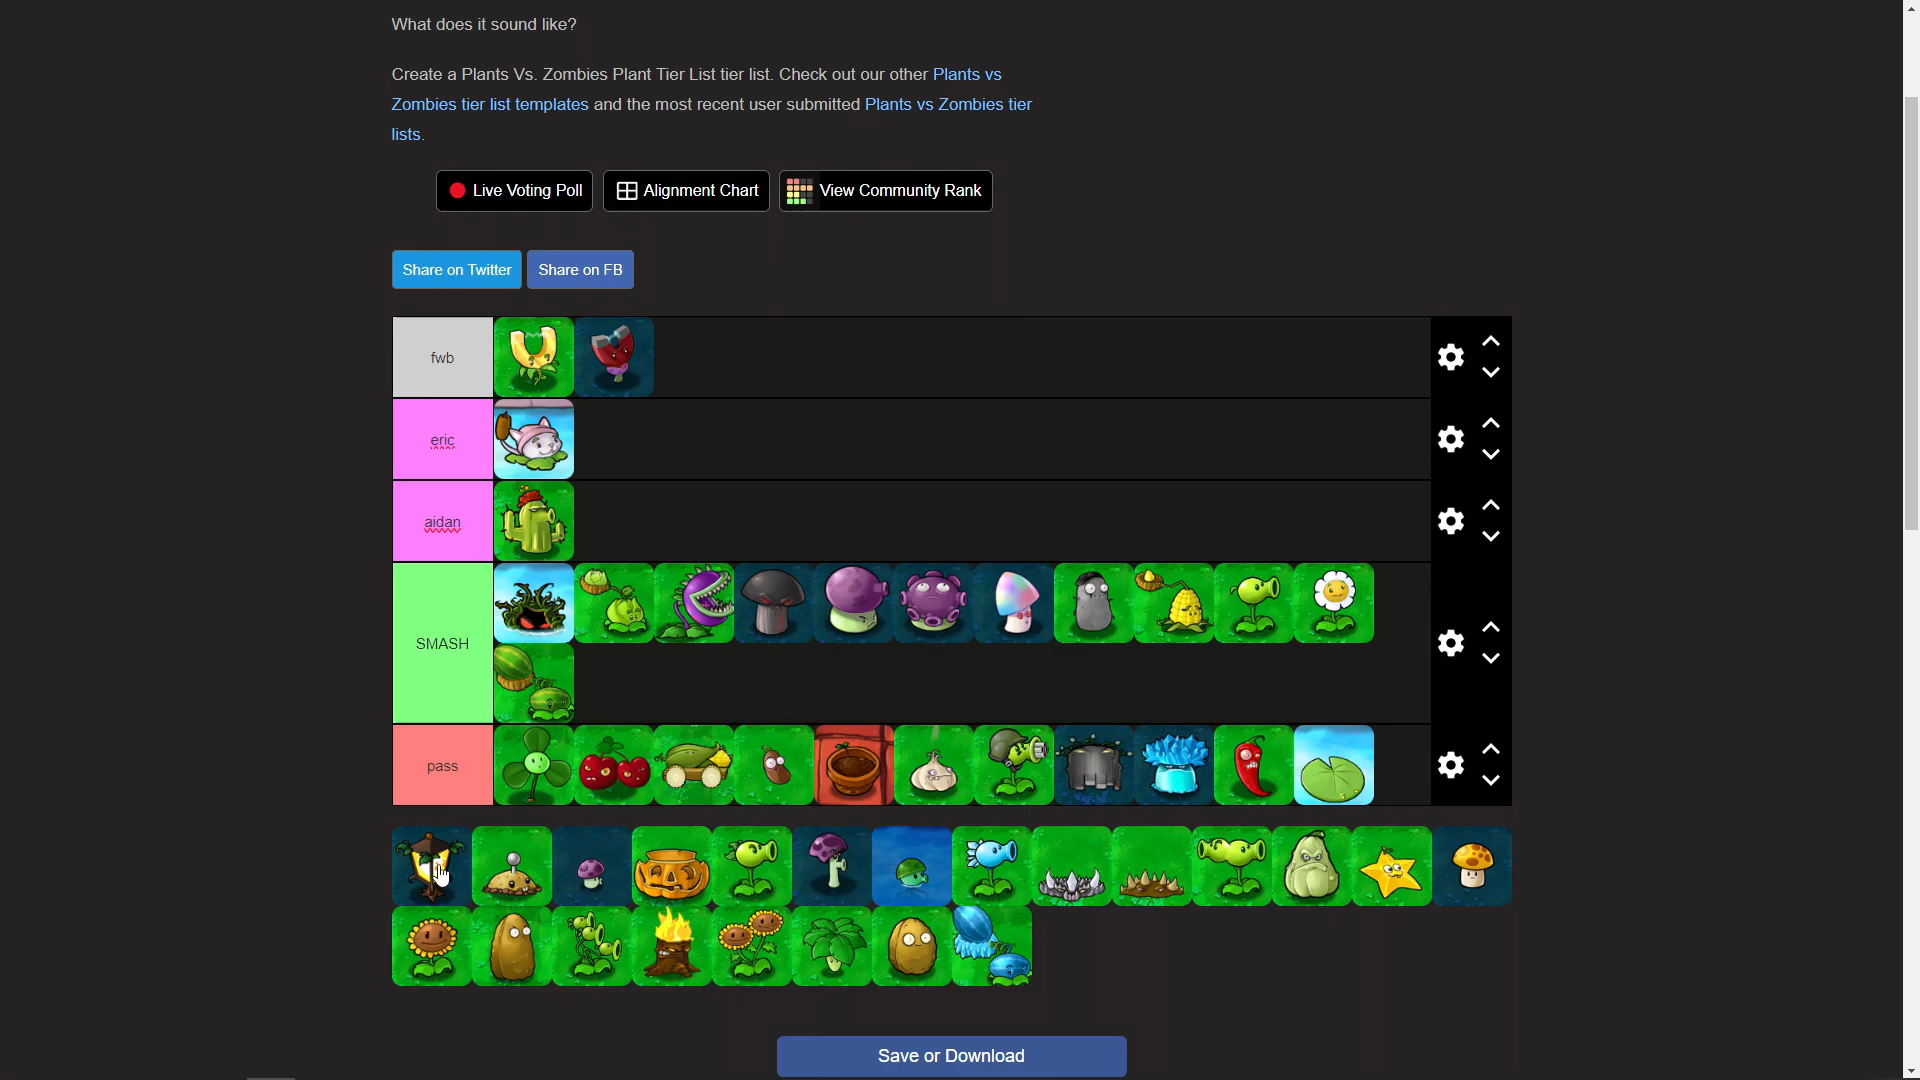 What does it sound like?
Create a Plants Vs. Zombies Plant Tier List tier list. Check out our other Plants vs
Zombies tier list templates and the most recent user submitted Plants vs Zombies tier
lists.
Live Voting Poll
Alignment Chart
View Community Rank
Share on Twitter
Share on FB
fwb
eric
aidan
SMASH
pass
Save or Download